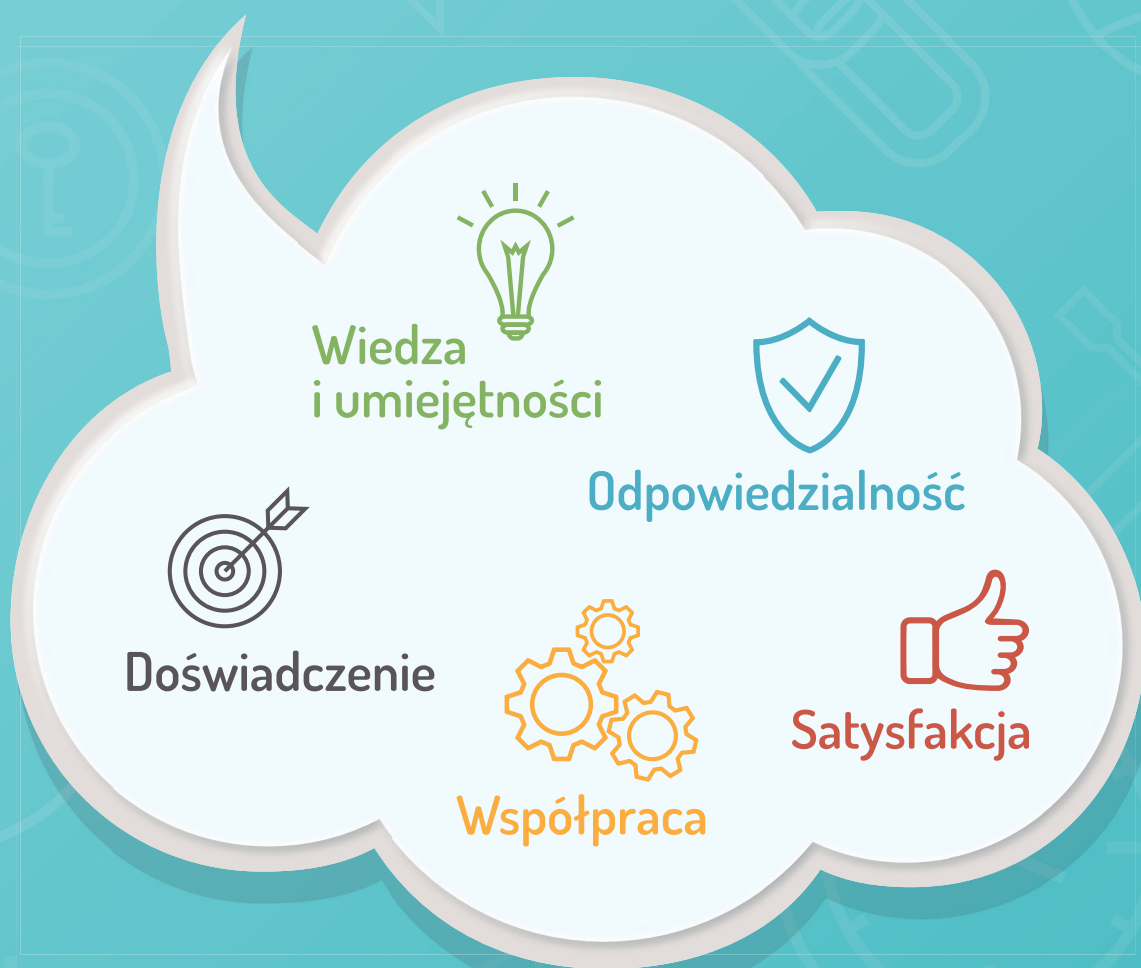 Wiedza
i umiejętności
Odpowiedzialność
Doświadczenie
Satysfakcja
Współpraca